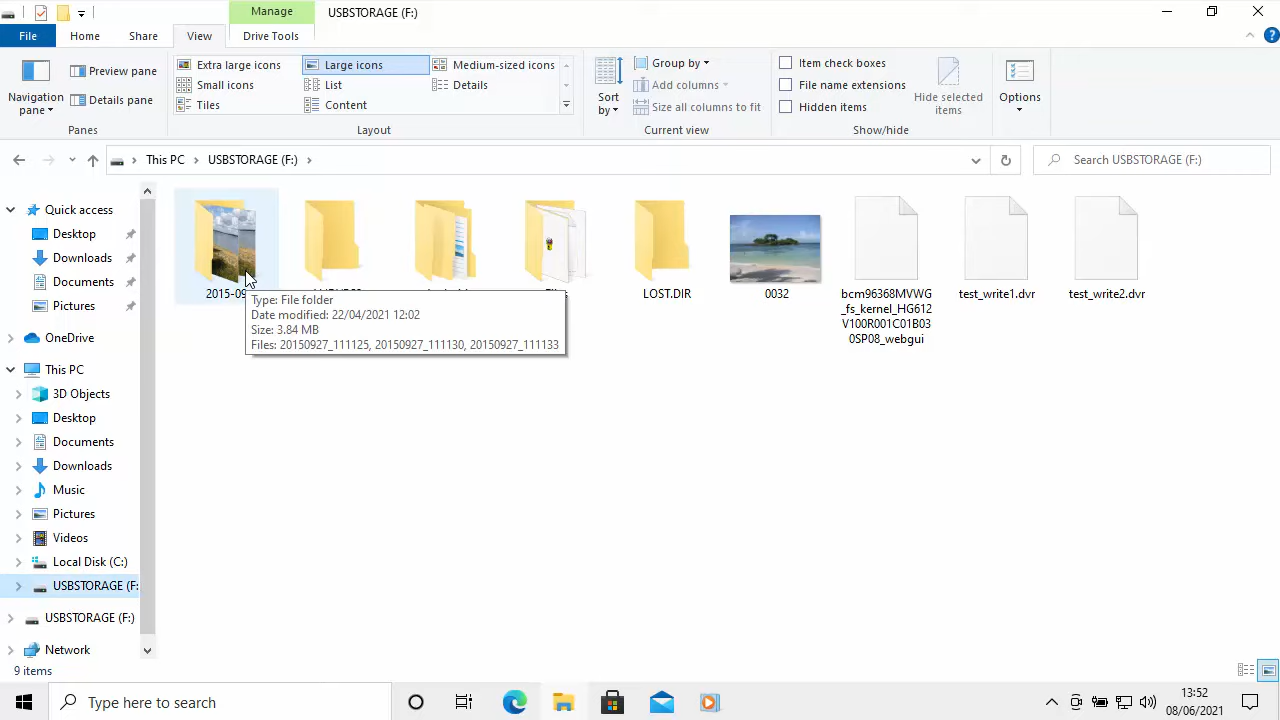 Manage
USBSTORAGE (F:)
File
Home
Share
View
Drive Tools
Navigation
pane
Preview pane
Details pane
Panes
Extra large icons
Large icons
Medium-sized icons
Small icons
List
Details
Tiles
Content
Layout
Sort
by
Group by
Add columns
Size all columns to fit
Current view
Item check boxes
File name extensions
Hidden items
Hide selected
items
Show/hide
Options
This PC
USBSTORAGE (F:)
Search USBSTORAGE (F:)
Quick access
Desktop
Downloads
Documents
Pictures
OneDrive
This PC
3D Objects
Desktop
Documents
Downloads
Music
Pictures
Videos
Local Disk (C:)
USBSTORAGE (F:
USBSTORAGE (F:)
Network
2015-09
LOST.DIR
0032
bcm96368MVWG
_fs_kernel_HG612
V100R001C01B03
0SP08_webgui
test_write1.dvr
test_write2.dvr
Type: File folder
Date modified: 22/04/2021 12:02
Size: 3.84 MB
Files: 20150927_111125, 20150927_111130, 20150927_111133
9 items
Type here to search
13:52
08/06/2021